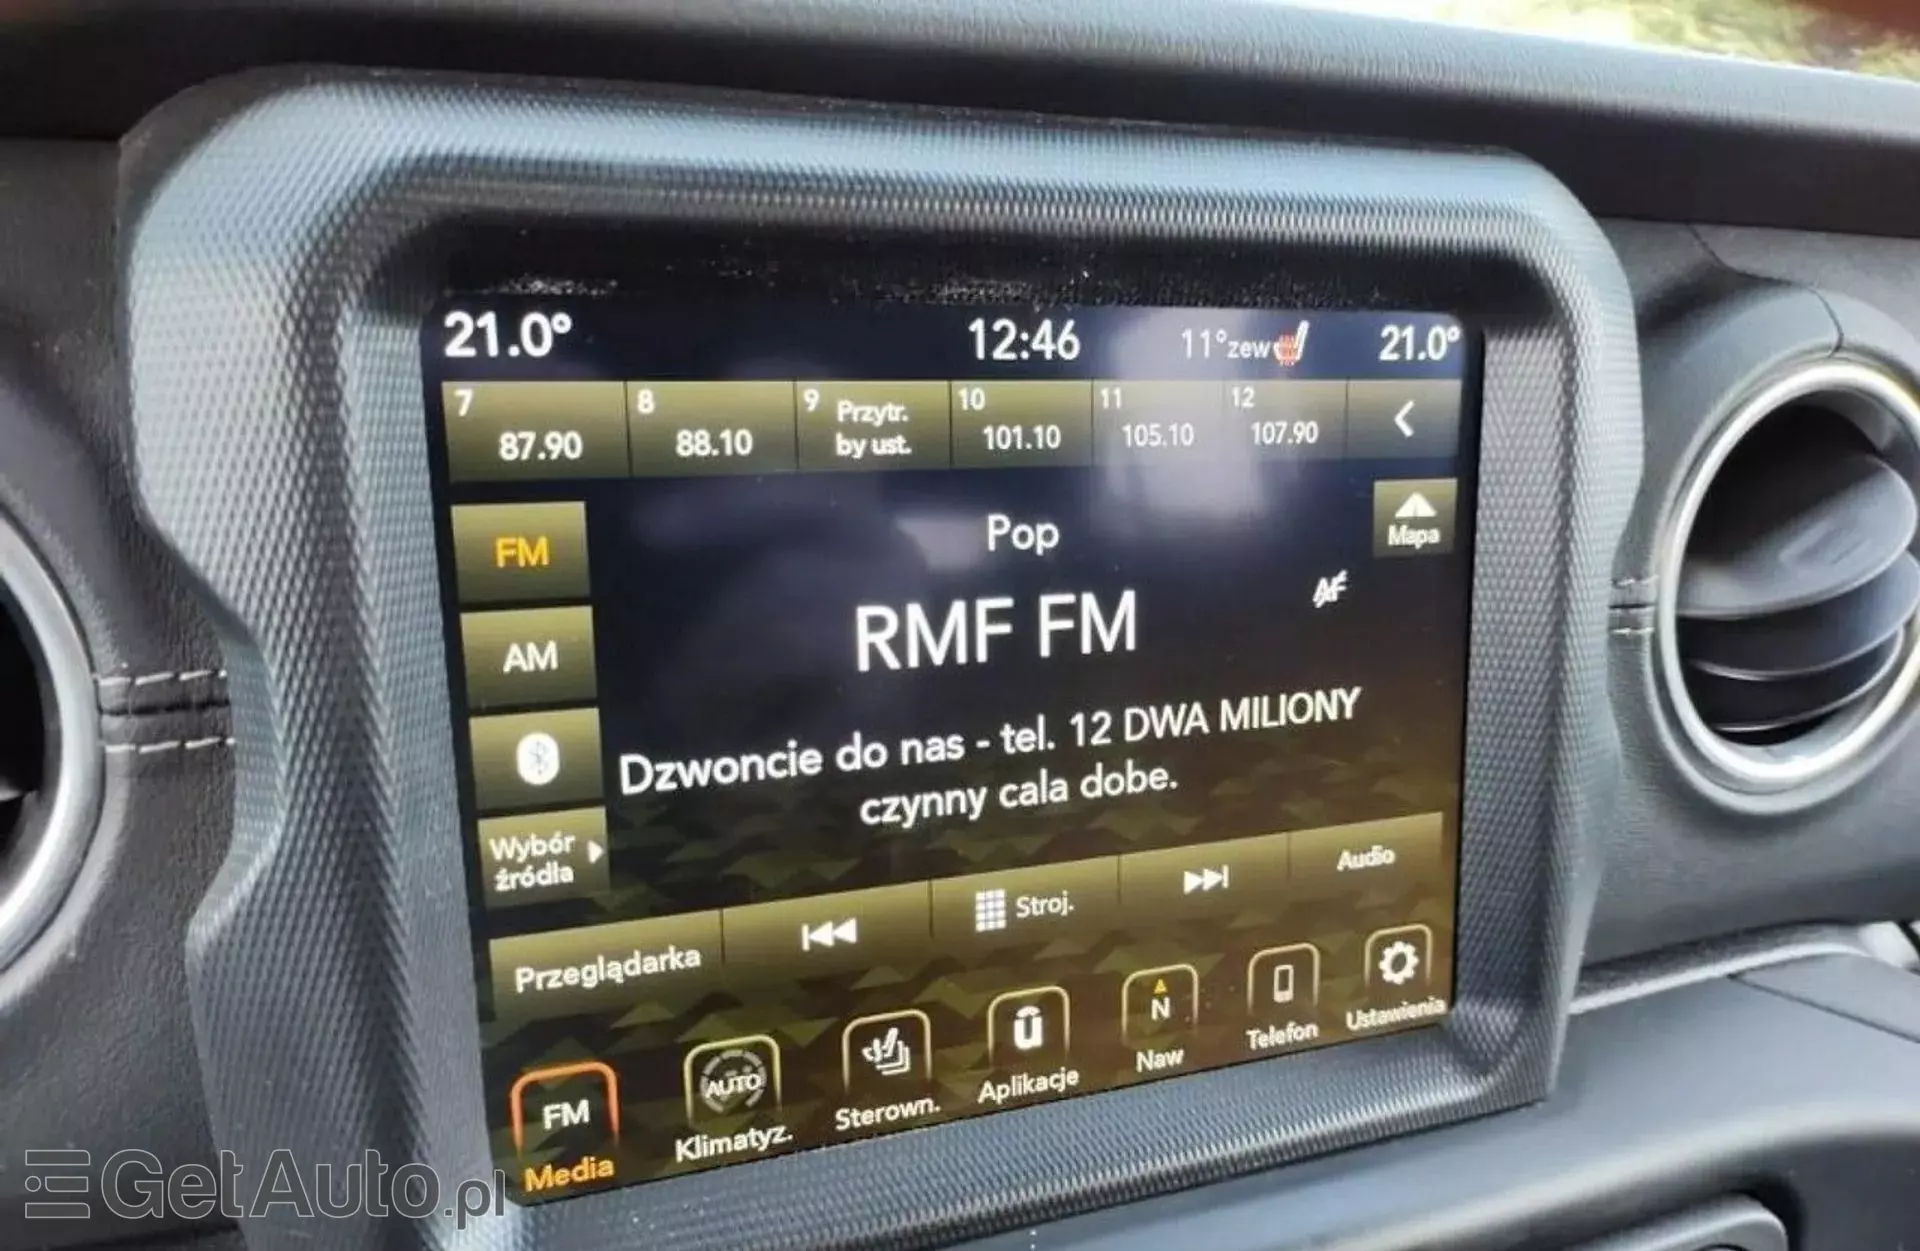 21.0° 12:46 11°zew 21.0°
7 8 9 Przytr. 10 11 12
87.90 88.10 by ust. 101.10 105.10 107.90
Mapa
FM
Pop
AF
RMF FM
AM
Dzwoncie do nas - tel. 12 DWA MILIONY
czynny cala dobe.
Wybór
źródła
Przeglądarka Stroj. Audio
FM AUTO ú N
Media Klimatyz. Sterown. Aplikacje Naw Telefon Ustawienia
GetAuto.pl